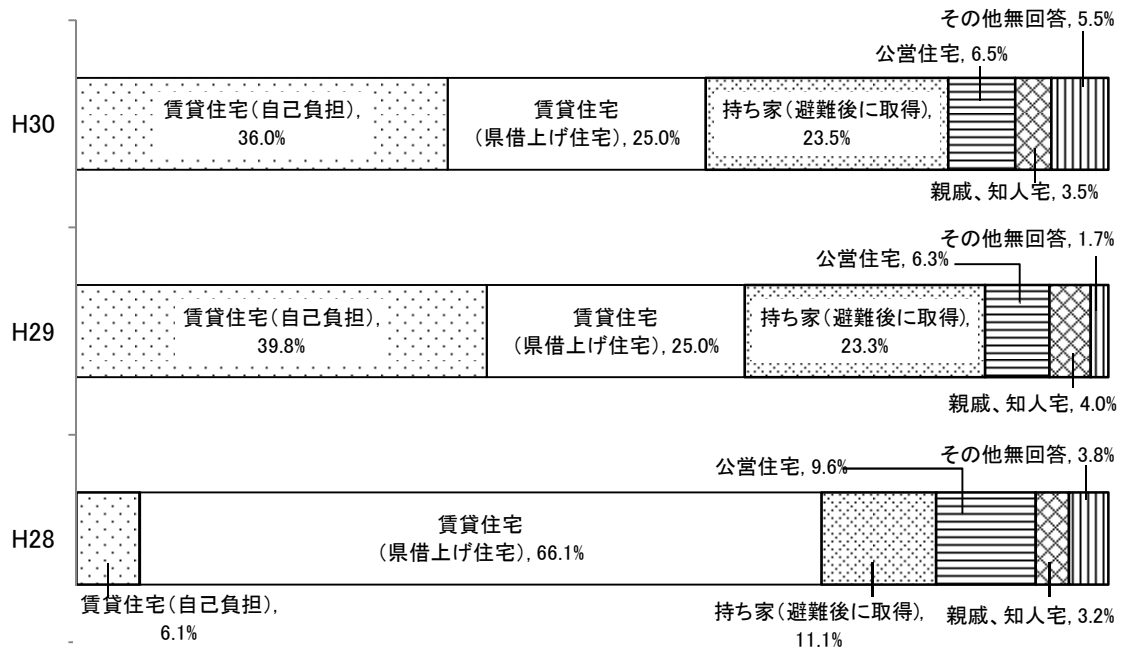 その他無回答, 5.5%
公営住宅, 6.5%
H30
賃貸住宅(自己負担),
36.0%
賃貸住宅
(県借上げ住宅), 25.0%
持ち家(避難後に取得),
23.5%
親戚、知人宅, 3.5%
その他無回答, 1.7%
公営住宅, 6.3%
H29
賃貸住宅(自己負担),
39.8%
賃貸住宅
(県借上げ住宅), 25.0%
持ち家(避難後に取得),
23.3%
親戚、知人宅, 4.0%
その他無回答, 3.8%
公営住宅, 9.6%
H28
賃貸住宅
(県借上げ住宅), 66.1%
賃貸住宅(自己負担),
6.1%
持ち家(避難後に取得),
11.1%
親戚、知人宅, 3.2%